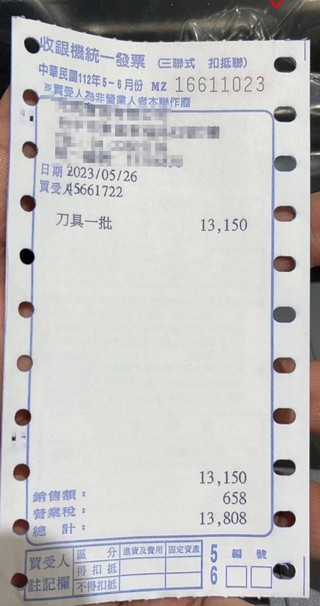 收銀機統一發票 (三聯式 扣抵聯)
中華民國112年5-6月份 MZ 16611023
※買受人為非營業人者本聯作廢
日期 2023/05/26
買受人 45661722
刀具一批 13,150
13,150
銷售額: 658
營業稅: 13,808
總計:
買受人註記欄
區分 進貨及費用 固定資產
得扣抵
不得扣抵
5 6 編號